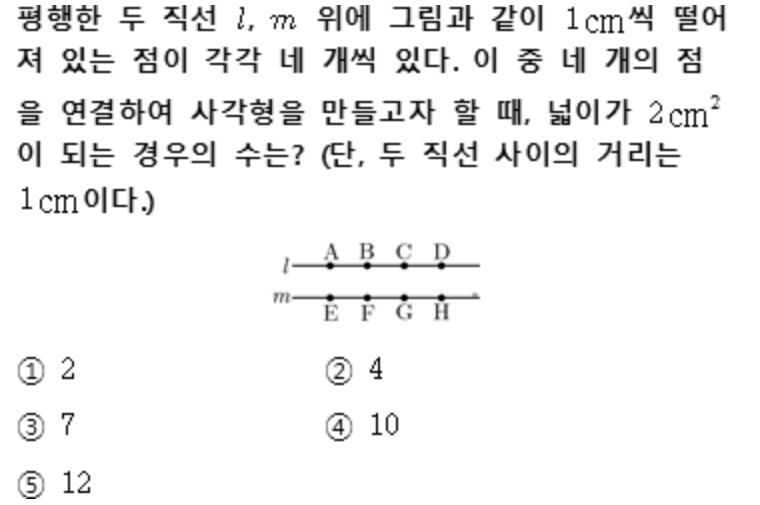 평행한 두 직선 l, m 위에 그림과 같이 1cm씩 떨어
져 있는 점이 각각 네 개씩 있다. 이 중 네 개의 점
을 연결하여 사각형을 만들고자 할 때, 넓이가 2cm²
이 되는 경우의 수는? (단, 두 직선 사이의 거리는
1cm이다.)
A B C D
l
m
E F G H
① 2 ② 4
③ 7 ④ 10
⑤ 12